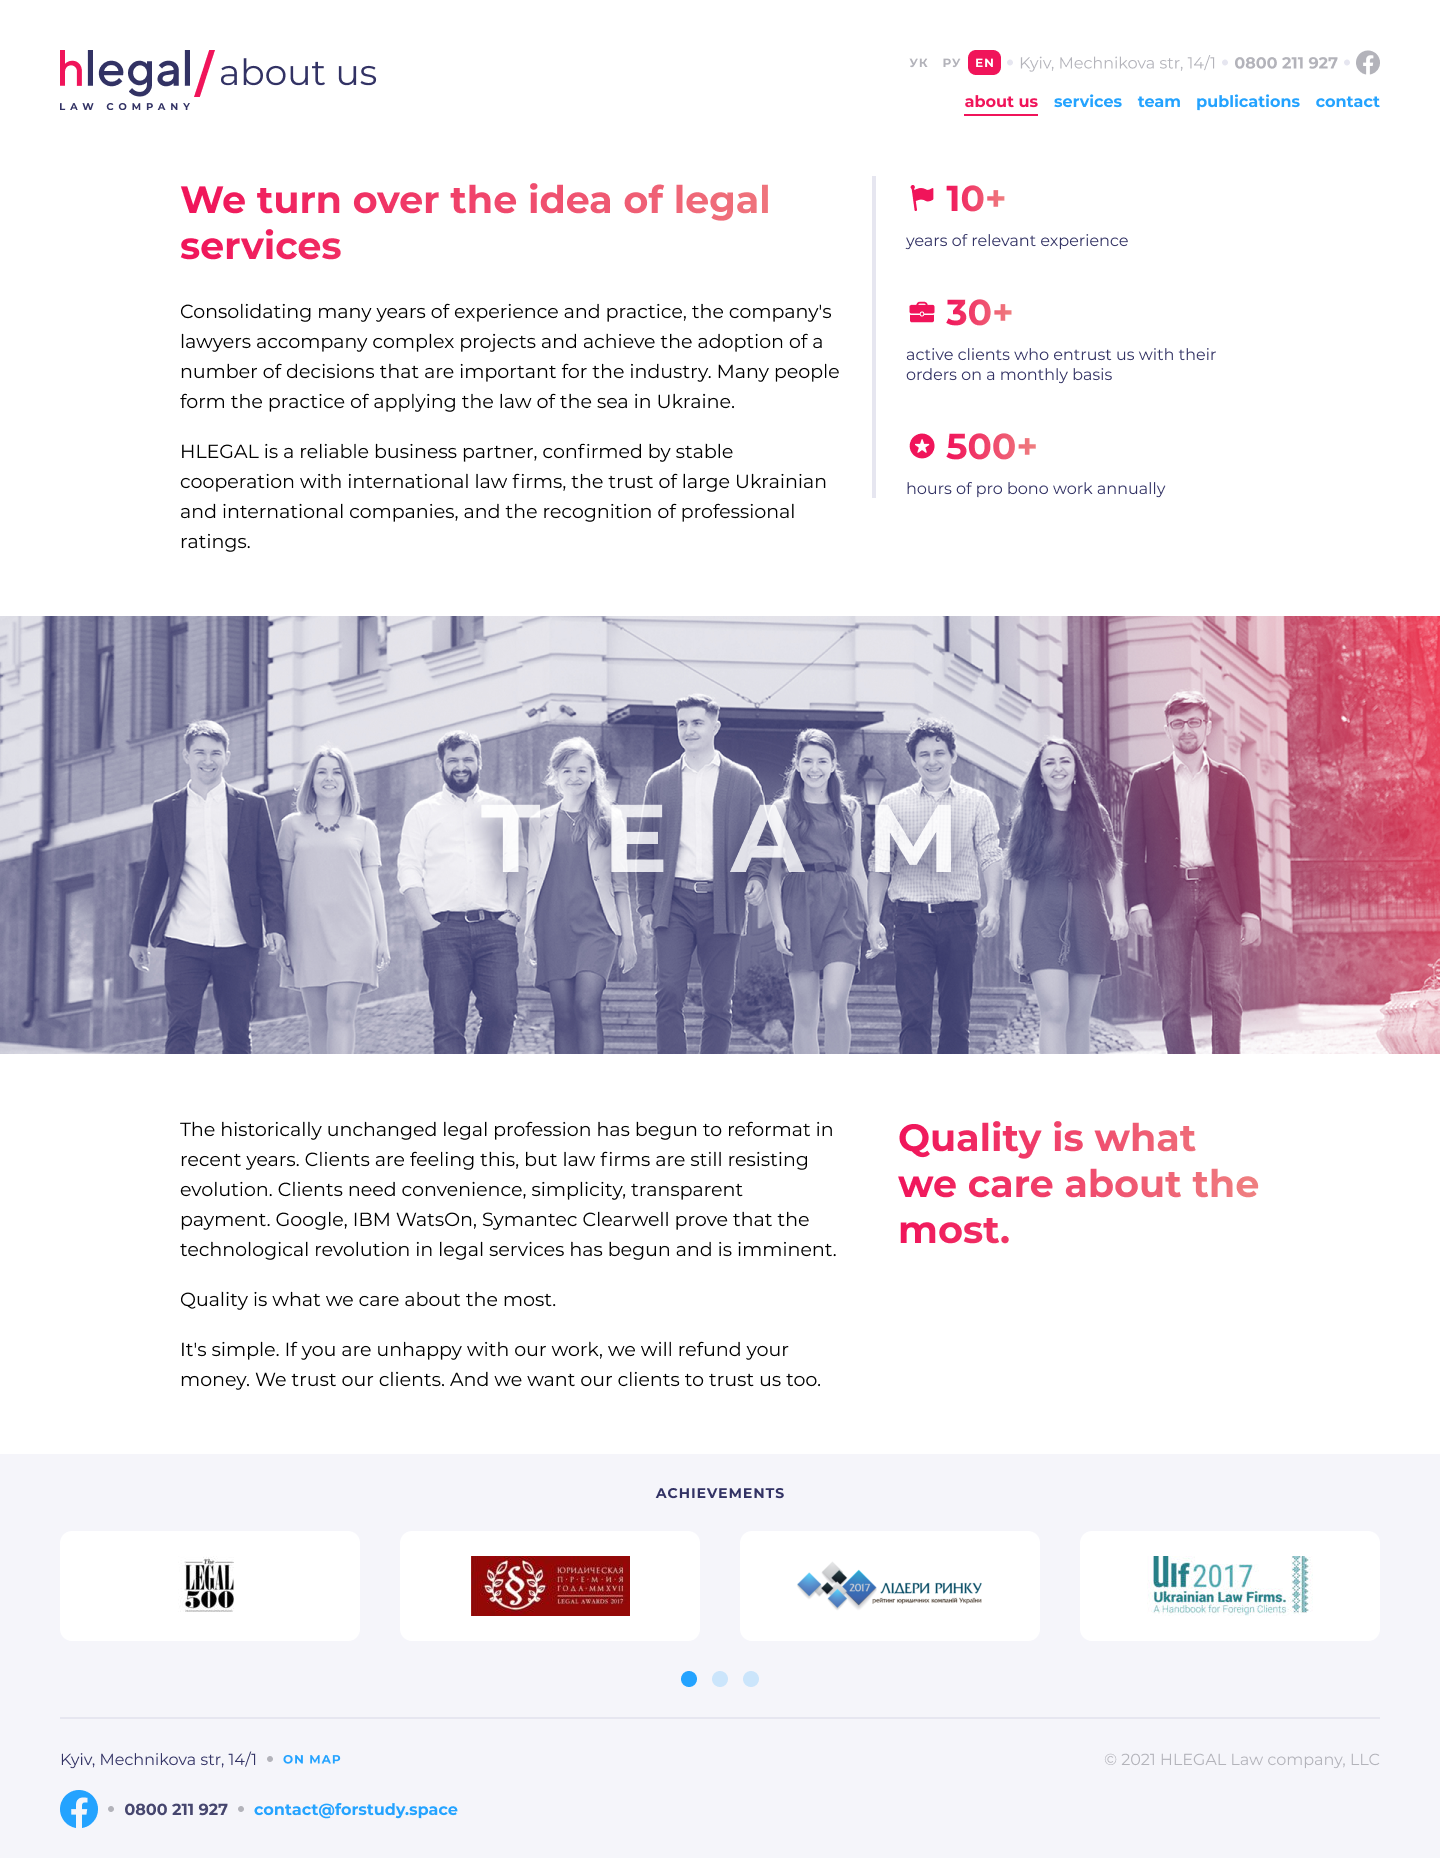 hlegal/ about us
LAW COMPANY
УК РУ EN Kyiv, Mechnikova str, 14/1 0800 211 927
about us services team publications contact
We turn over the idea of legal
services
Consolidating many years of experience and practice, the company's
lawyers accompany complex projects and achieve the adoption of a
number of decisions that are important for the industry. Many people
form the practice of applying the law of the sea in Ukraine.
HLEGAL is a reliable business partner, confirmed by stable
cooperation with international law firms, the trust of large Ukrainian
and international companies, and the recognition of professional
ratings.
10+
years of relevant experience
30+
active clients who entrust us with their
orders on a monthly basis
500+
hours of pro bono work annually
TEAM
The historically unchanged legal profession has begun to reformat in
recent years. Clients are feeling this, but law firms are still resisting
evolution. Clients need convenience, simplicity, transparent
payment. Google, IBM WatsOn, Symantec Clearwell prove that the
technological revolution in legal services has begun and is imminent.
Quality is what we care about the most.
It's simple. If you are unhappy with our work, we will refund your
money. We trust our clients. And we want our clients to trust us too.
Quality is what
we care about the
most.
ACHIEVEMENTS
The
LEGAL
500
ЮРИДИЧЕСКАЯ
ПРЕМИЯ
ГОДА·MMXVII
LEGAL AWARDS 2017
2017 ЛІДЕРИ РИНКУ
рейтинг юридичних компаній України
Ulf 2017
Ukrainian Law Firms.
A Handbook for Foreign Clients
Kyiv, Mechnikova str, 14/1 ON MAP
© 2021 HLEGAL Law company, LLC
0800 211 927 contact@forstudy.space